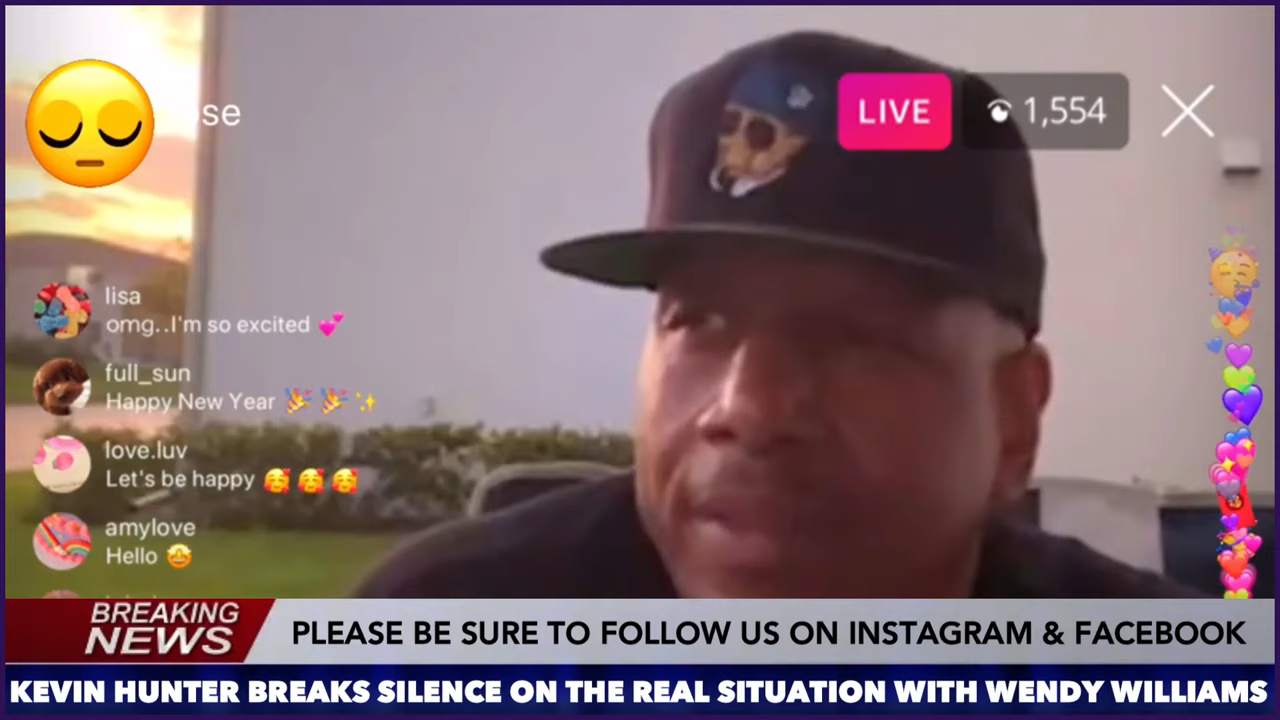 se
LIVE
1,554
lisa
omg..I'm so excited 💕
full_sun
Happy New Year 🎉 🎉 ✨
love.luv
Let's be happy 🥰 🥰 🥰
amylove
Hello 🤩
BREAKING
NEWS
PLEASE BE SURE TO FOLLOW US ON INSTAGRAM & FACEBOOK
KEVIN HUNTER BREAKS SILENCE ON THE REAL SITUATION WITH WENDY WILLIAMS